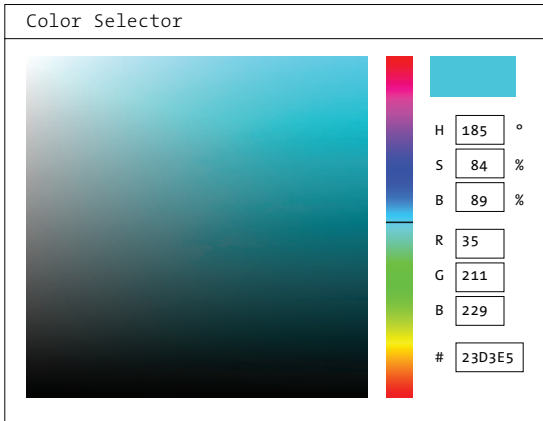 Color Selector
H 185 º
S 84 %
B 89 %
R 35
G 211
B 229
# 23D3E5